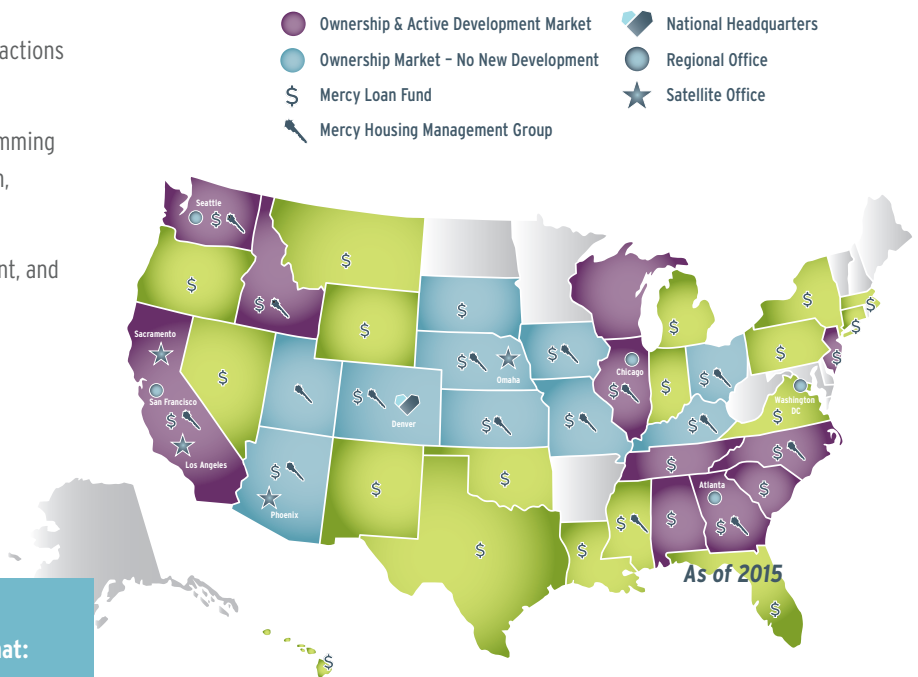 actions
mming
n,
nt, and
Ownership & Active Development Market
Ownership Market – No New Development
$ Mercy Loan Fund
Mercy Housing Management Group
National Headquarters
Regional Office
Satellite Office
Seattle
$
$
$
$
$
Sacramento
San Francisco
$
Los Angeles
$
$
$
Omaha
$
$
Denver
$
$
Phoenix
$
$
$
$
Chicago
$
$
$
$
$
$
$
$
$
$
$
Washington
DC
$
$
$
$
Atlanta
$
$
$
$
$
$
As of 2015
$
nat: